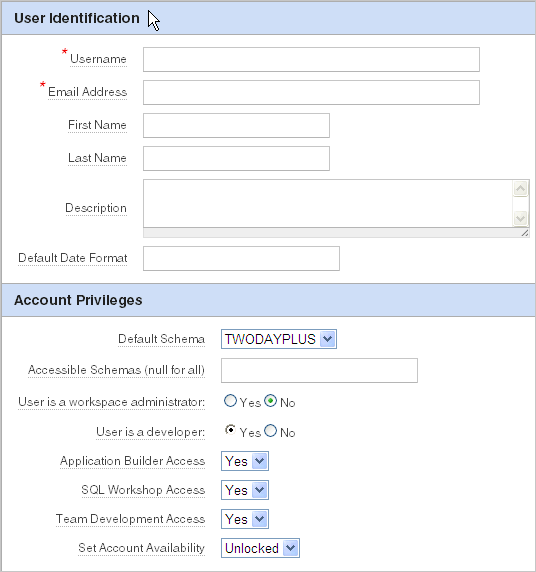 User Identification
* Username
* Email Address
First Name
Last Name
Description
Default Date Format
Account Privileges
Default Schema TWODAYPLUS
Accessible Schemas (null for all)
User is a workspace administrator: Yes No
User is a developer: Yes No
Application Builder Access Yes
SQL Workshop Access Yes
Team Development Access Yes
Set Account Availability Unlocked